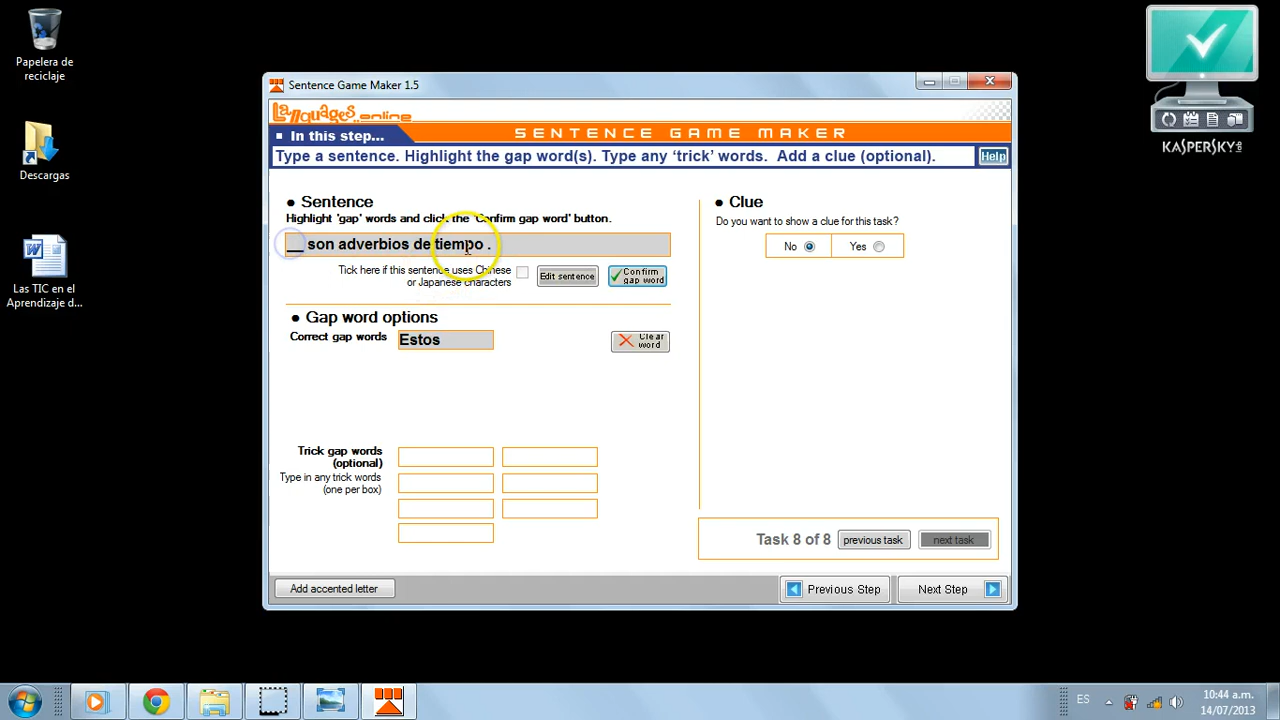 Papelera de
reciclaje
Descargas
Las TIC en el
Aprendizaje d...
KASPERSKY
Sentence Game Maker 1.5
Languages online
In this step...
SENTENCE GAME MAKER
Type a sentence. Highlight the gap word(s). Type any ‘trick’ words. Add a clue (optional).
Help
Sentence
Highlight 'gap' words and click the 'Confirm gap word' button.
__ son adverbios de tiempo .
Tick here if this sentence uses Chinese
or Japanese characters
Edit sentence
Confirm
gap word
Gap word options
Correct gap words
Estos
Clear
word
Trick gap words
(optional)
Type in any trick words
(one per box)
Clue
Do you want to show a clue for this task?
No
Yes
Task 8 of 8
previous task
next task
Add accented letter
Previous Step
Next Step
ES
10:44 a.m.
14/07/2013